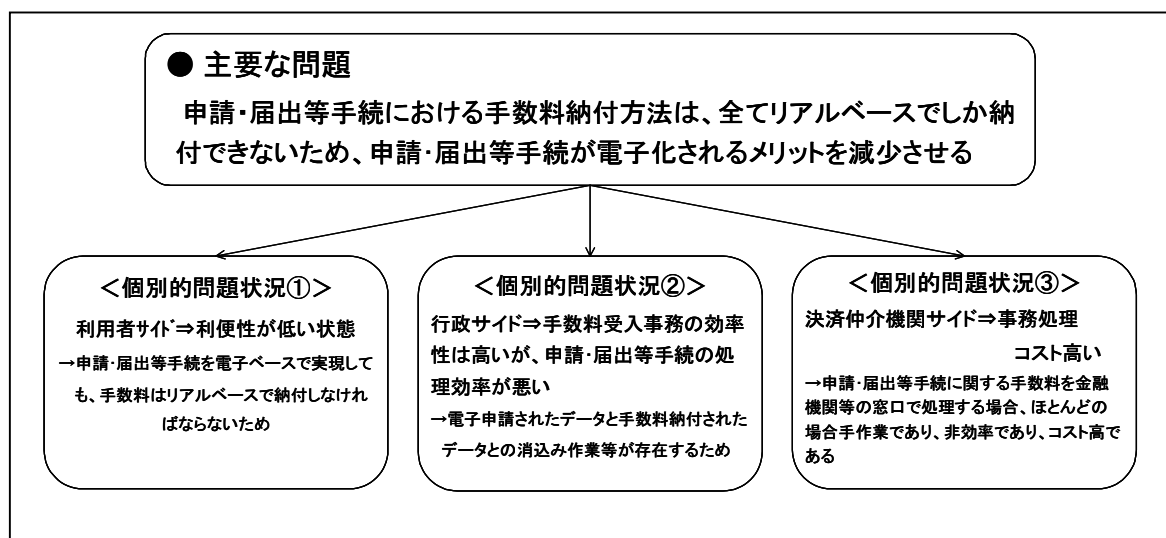 ● 主要な問題
申請・届出等手続における手数料納付方法は、全てリアルベースでしか納
付できないため、申請・届出等手続が電子化されるメリットを減少させる
＜個別的問題状況①＞
利用者ｻｲﾄﾞ⇒利便性が低い状態
→申請・届出等手続を電子ベースで実現して
も、手数料はリアルベースで納付しなけれ
ばならないため
＜個別的問題状況②＞
行政サイド⇒手数料受入事務の効率
性は高いが、申請・届出等手続の処
理効率が悪い
→電子申請されたデータと手数料納付された
データとの消込み作業等が存在するため
＜個別的問題状況③＞
決済仲介機関サイド⇒事務処理
コスト高い
→申請・届出等手続に関する手数料を金融
機関等の窓口で処理する場合、ほとんどの
場合手作業であり、非効率であり、コスト高で
ある